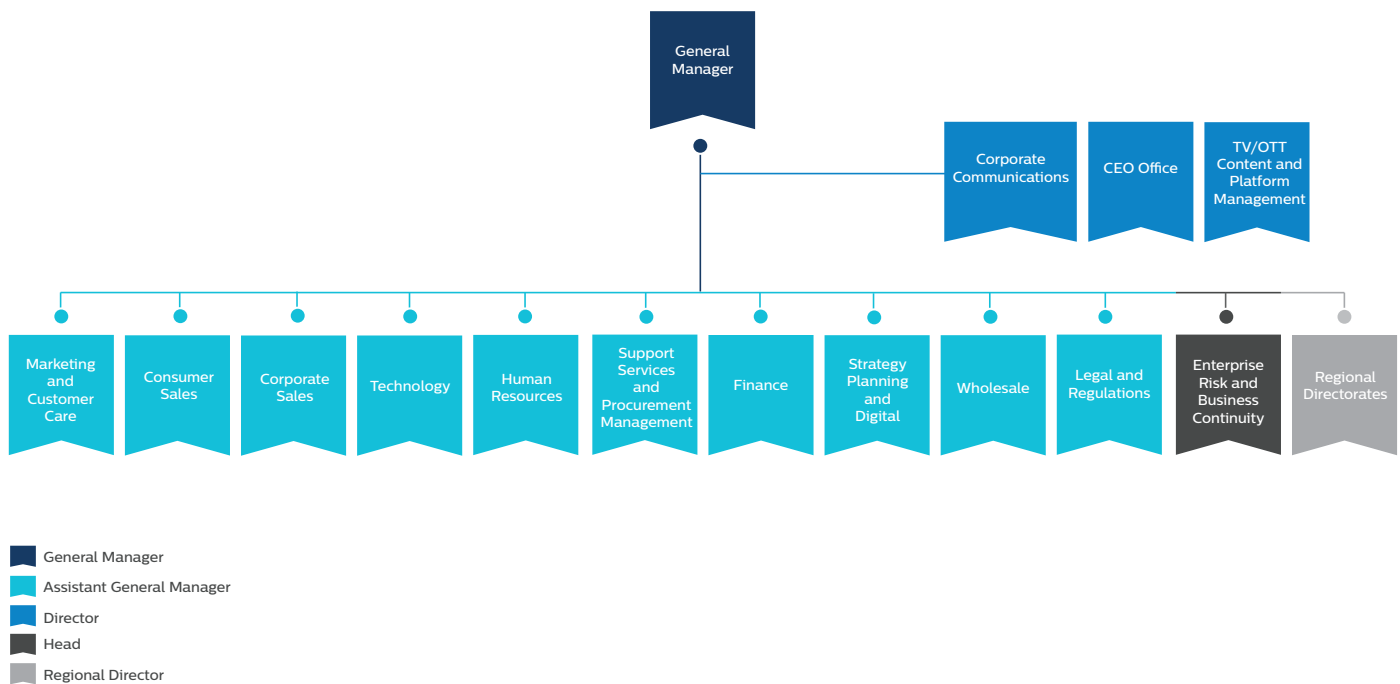 General
Manager
Corporate
Communications
CEO Office
TV/OTT
Content and
Platform
Management
Marketing
and
Customer
Care
Consumer
Sales
Corporate
Sales
Technology
Human
Resources
Support
Services
and
Procurement
Management
Finance
Strategy
Planning
and
Digital
Wholesale
Legal and
Regulations
Enterprise
Risk and
Business
Continuity
Regional
Directorates
General Manager
Assistant General Manager
Director
Head
Regional Director